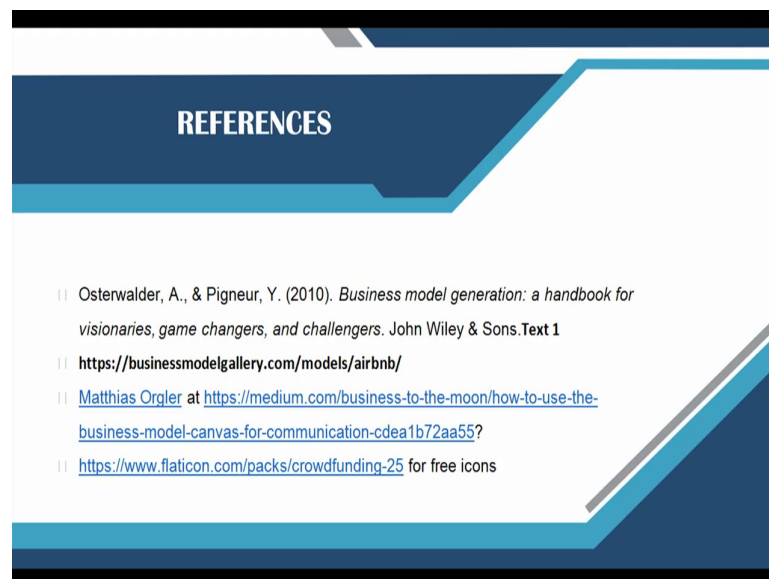 REFERENCES
Osterwalder, A., & Pigneur, Y. (2010). Business model generation: a handbook for
visionaries, game changers, and challengers. John Wiley & Sons.Text 1
https://businessmodelgallery.com/models/airbnb/
Matthias Orgler at https://medium.com/business-to-the-moon/how-to-use-the-
business-model-canvas-for-communication-cdea1b72aa55?
https://www.flaticon.com/packs/crowdfunding-25 for free icons